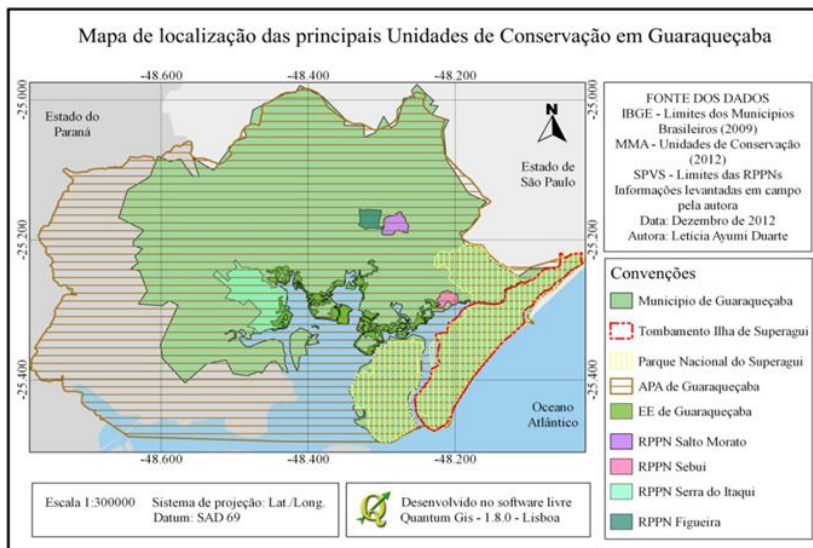 Mapa de localização das principais Unidades de Conservação em Guaraqueçaba
-48.600
-48.400
-48.200
-25.000
-25.000
Estado do
Paraná
N
Estado de
São Paulo
-25.200
-25.200
-25.400
-25.400
Oceano
Atlântico
-48.600
-48.400
-48.200
FONTE DOS DADOS
IBGE - Limites dos Municípios
Brasileiros (2009)
MMA - Unidades de Conservação
(2012)
SPVS - Limites das RPPNs
Informações levantadas em campo
pela autora
Data: Dezembro de 2012
Autora: Letícia Ayumi Duarte
Convenções
Município de Guaraqueçaba
Tombamento Ilha de Superagui
Parque Nacional do Superagui
APA de Guaraqueçaba
EE de Guaraqueçaba
RPPN Salto Morato
RPPN Sebui
RPPN Serra do Itaqui
RPPN Figueira
Escala 1:300000 Sistema de projeção: Lat./Long.
Datum: SAD 69
Desenvolvido no software livre
Quantum Gis - 1.8.0 - Lisboa